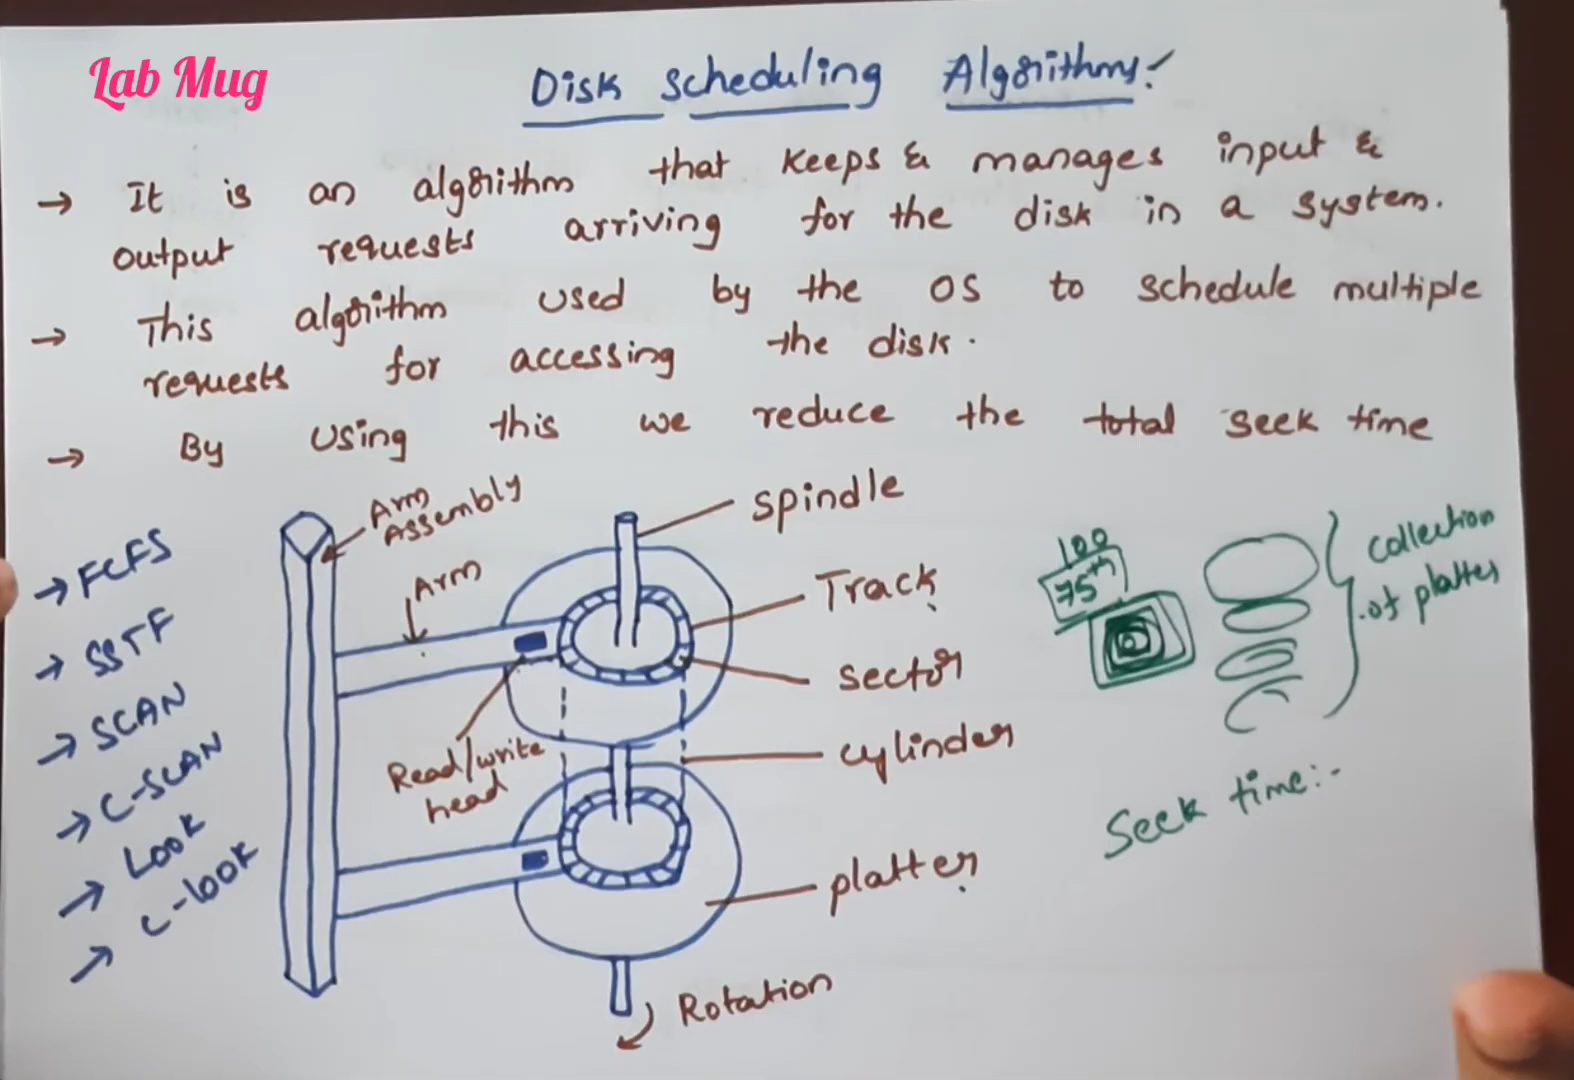 Lab Mug
Disk scheduling Algorithms:
→ It is an algorithm that keeps & manages input &
output requests arriving for the disk in a system.
→ This algorithm used by the OS to schedule multiple
requests for accessing the disk.
→ By using this we reduce the total seek time
→ FCFS
→ SSTF
→ SCAN
→ C-SCAN
→ LOOK
→ C-LOOK
Arm
Assembly
Arm
Read/write
head
spindle
Track
sector
cylinder
platter
Rotation
100
75th
collection
of platter
Seek time:-